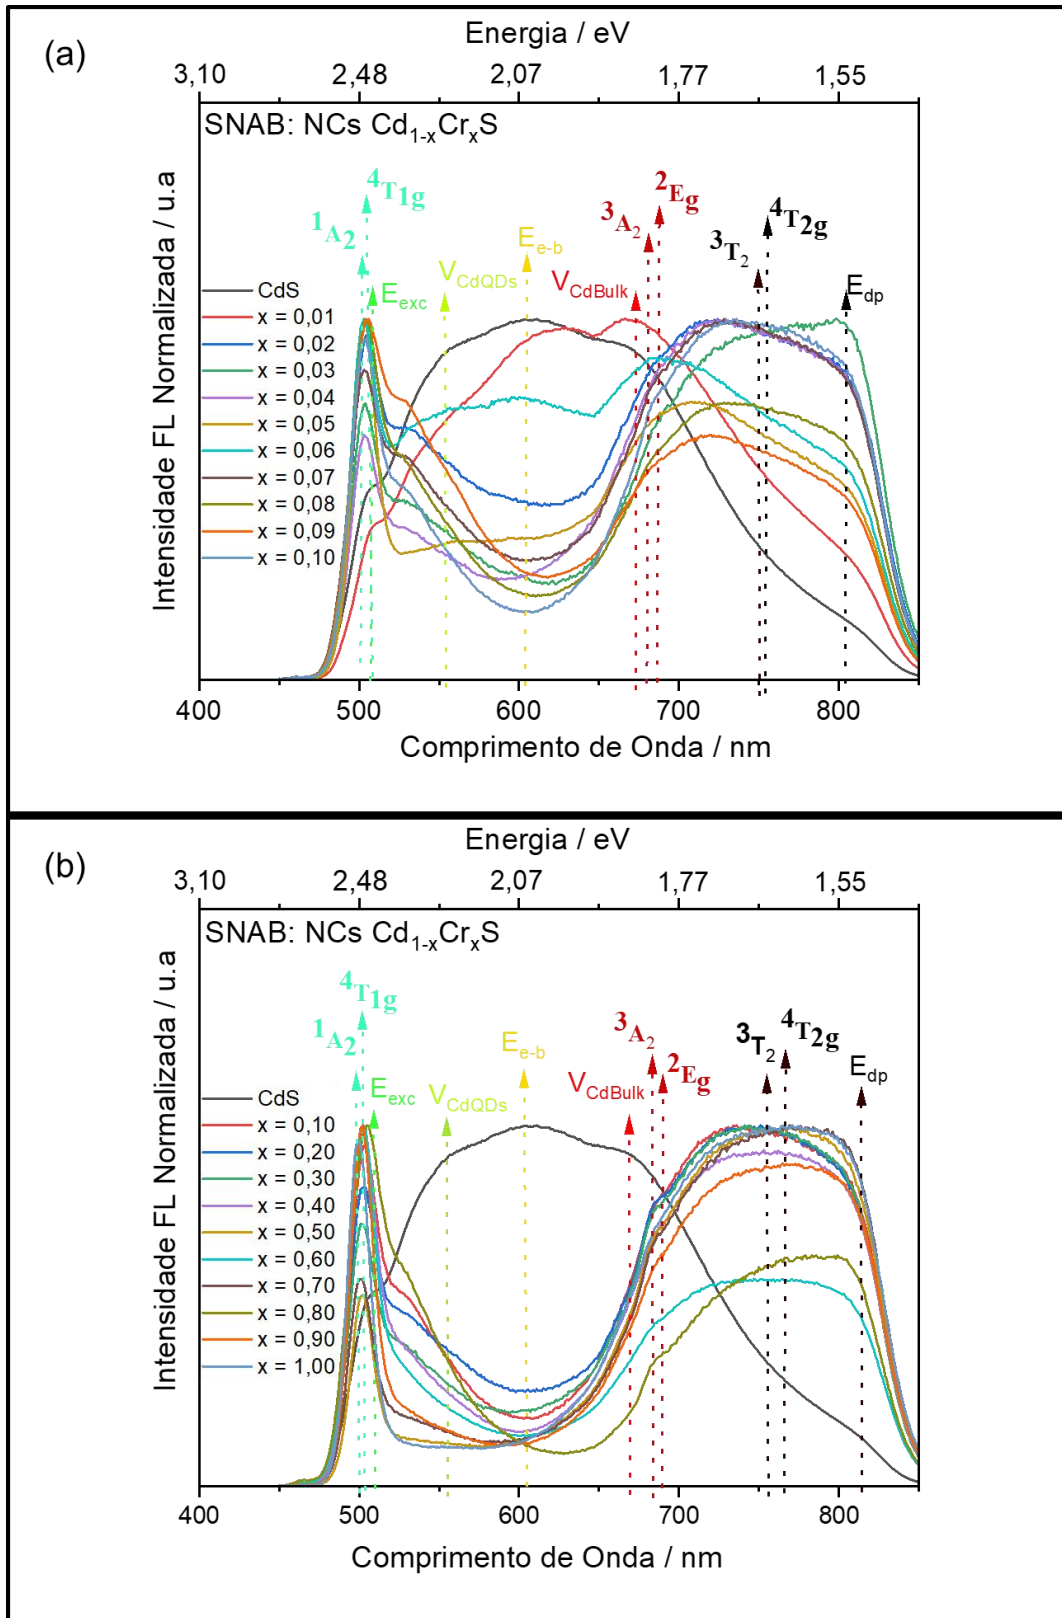 (a)
Energia / eV
3,10 2,48 2,07 1,77 1,55
SNAB: NCs Cd1-xCrxS
4T1g
1A2
Eexc
VCdQDs
Ee-b
VCdBulk
3A2
2Eg
3T2
4T2g
Edp
CdS
x = 0,01
x = 0,02
x = 0,03
x = 0,04
x = 0,05
x = 0,06
x = 0,07
x = 0,08
x = 0,09
x = 0,10
Intensidade FL Normalizada / u.a
400 500 600 700 800
Comprimento de Onda / nm
(b)
Energia / eV
3,10 2,48 2,07 1,77 1,55
SNAB: NCs Cd1-xCrxS
4T1g
1A2
Eexc
VCdQDs
Ee-b
VCdBulk
3A2
2Eg
3T2
4T2g
Edp
CdS
x = 0,10
x = 0,20
x = 0,30
x = 0,40
x = 0,50
x = 0,60
x = 0,70
x = 0,80
x = 0,90
x = 1,00
Intensidade FL Normalizada / u.a
400 500 600 700 800
Comprimento de Onda / nm